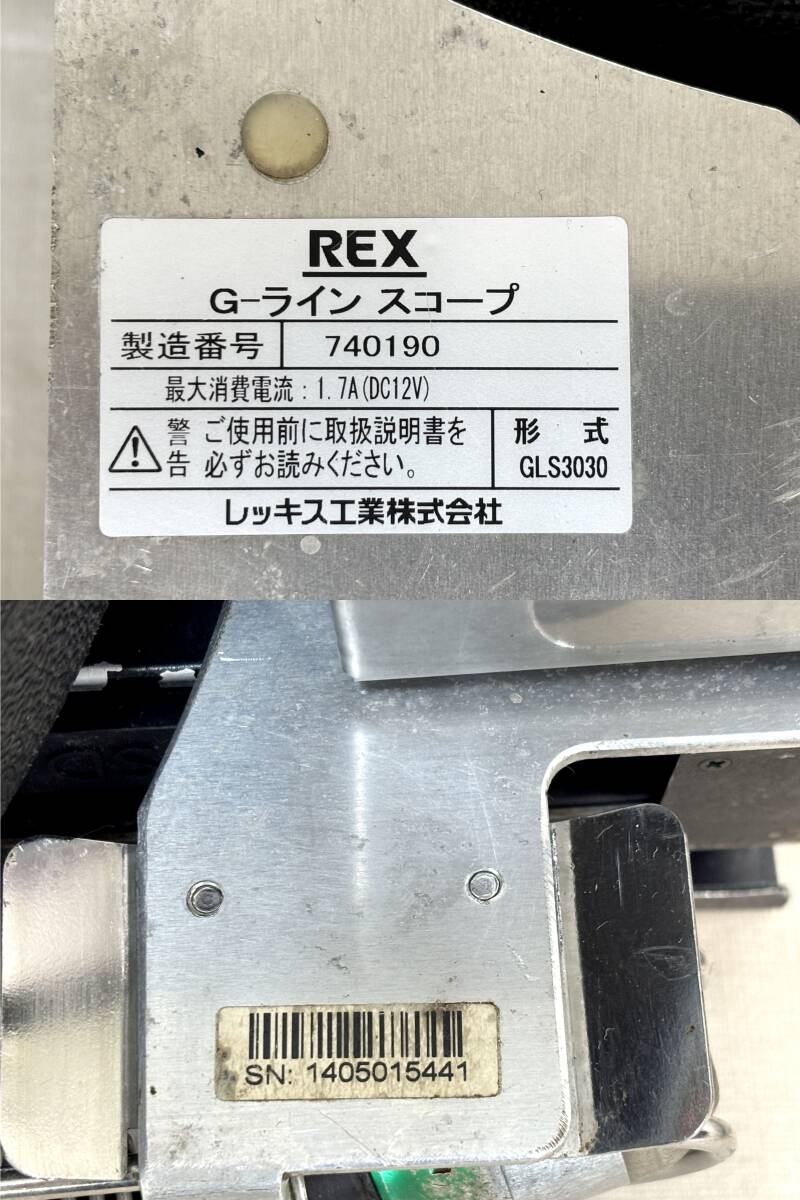 REX
G-ライン スコープ
製造番号 740190
最大消費電流：1.7A(DC12V)
警告 ご使用前に取扱説明書を
必ずお読みください。
形 式
GLS3030
レッキス工業株式会社
SN: 1405015441